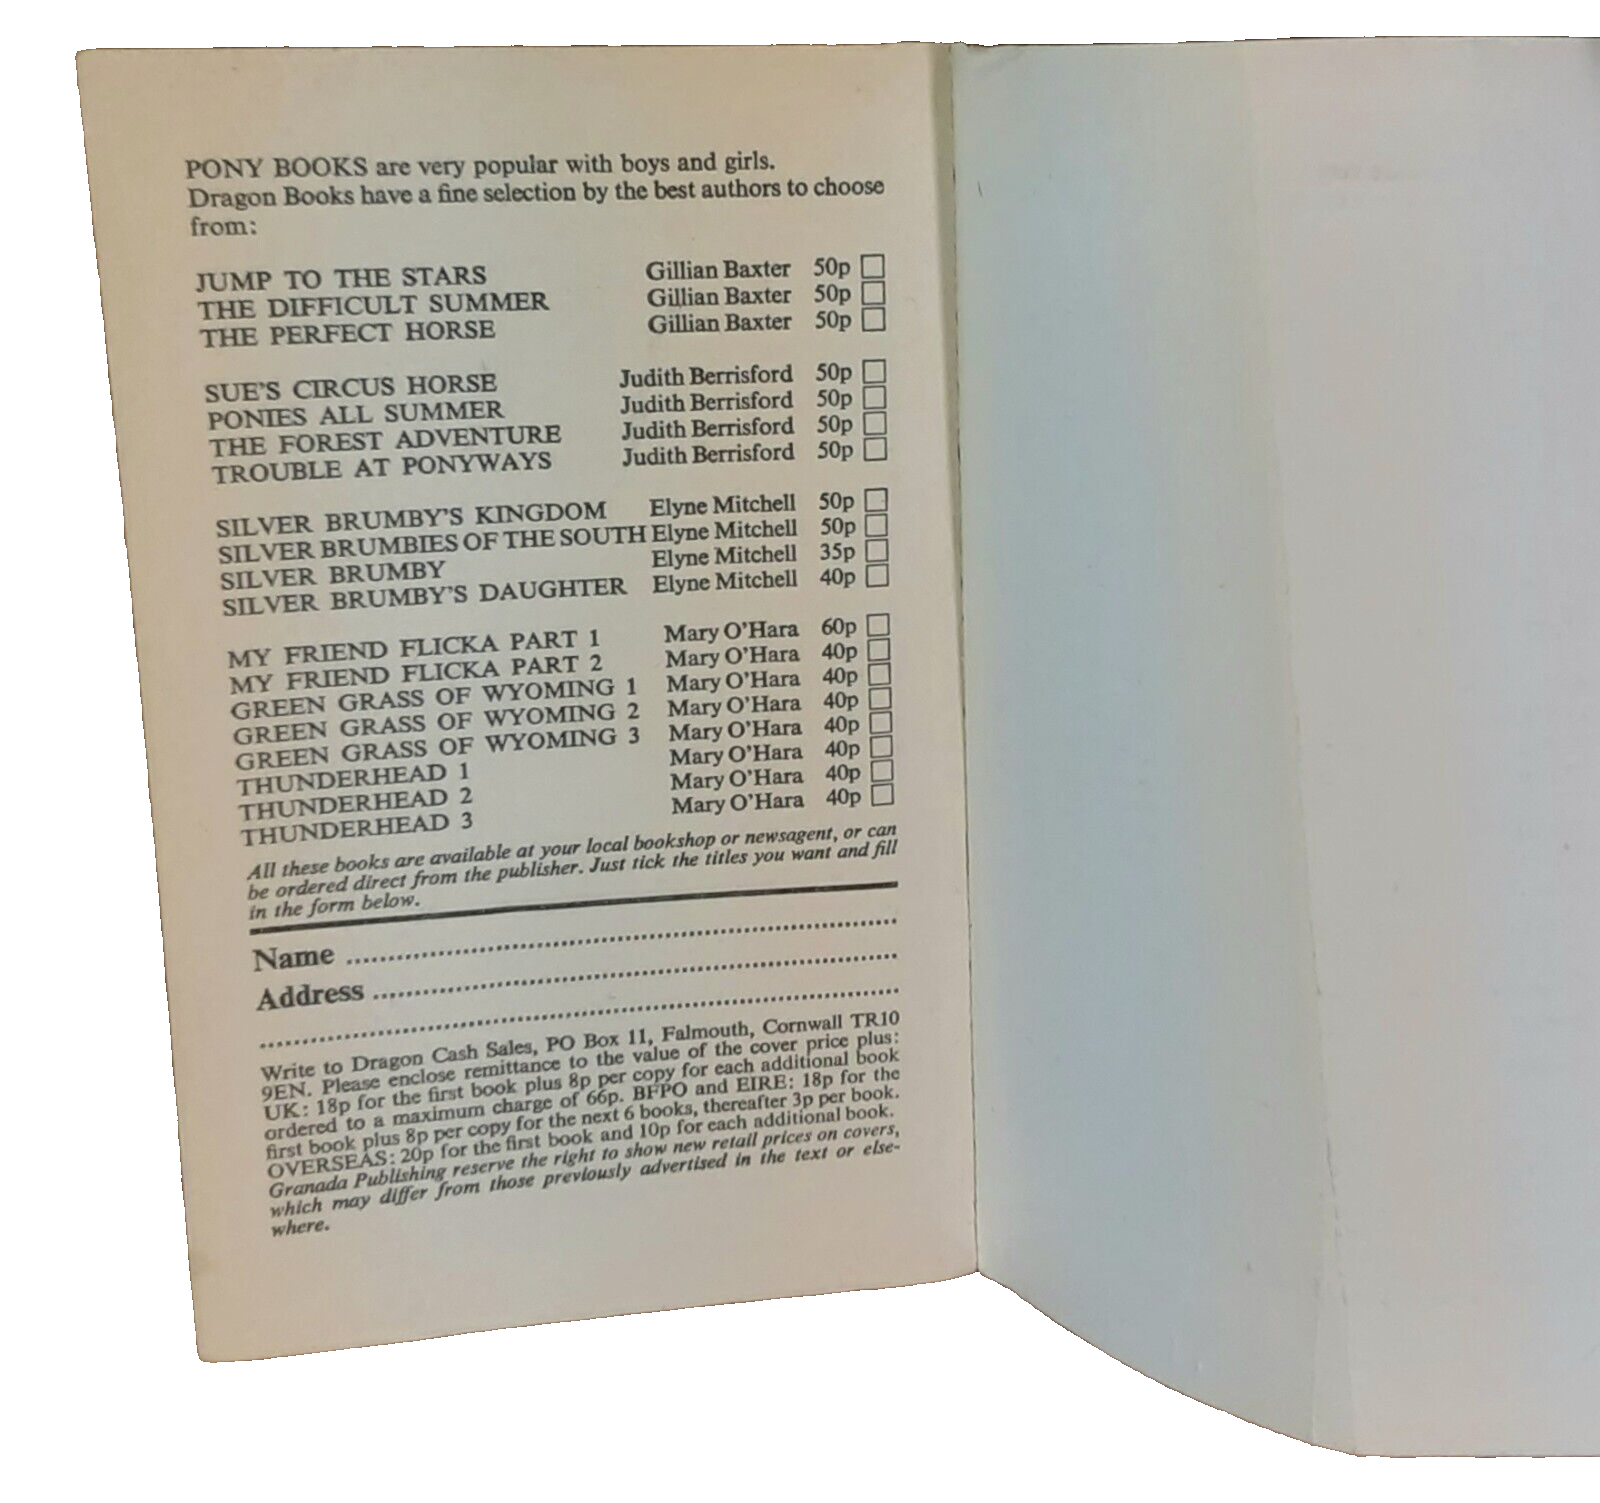 PONY BOOKS are very popular with boys and girls.
Dragon Books have a fine selection by the best authors to choose
from:
JUMP TO THE STARS Gillian Baxter 50p
THE DIFFICULT SUMMER Gillian Baxter 50p
THE PERFECT HORSE Gillian Baxter 50p
SUE'S CIRCUS HORSE Judith Berrisford 50p
PONIES ALL SUMMER Judith Berrisford 50p
THE FOREST ADVENTURE Judith Berrisford 50p
TROUBLE AT PONYWAYS Judith Berrisford 50p
SILVER BRUMBY'S KINGDOM Elyne Mitchell 50p
SILVER BRUMBIES OF THE SOUTH Elyne Mitchell 50p
SILVER BRUMBY Elyne Mitchell 35p
SILVER BRUMBY'S DAUGHTER Elyne Mitchell 40p
MY FRIEND FLICKA PART 1 Mary O'Hara 60p
MY FRIEND FLICKA PART 2 Mary O'Hara 40p
GREEN GRASS OF WYOMING 1 Mary O'Hara 40p
GREEN GRASS OF WYOMING 2 Mary O'Hara 40p
GREEN GRASS OF WYOMING 3 Mary O'Hara 40p
THUNDERHEAD 1 Mary O'Hara 40p
THUNDERHEAD 2 Mary O'Hara 40p
THUNDERHEAD 3 Mary O'Hara 40p
All these books are available at your local bookshop or newsagent, or can
be ordered direct from the publisher. Just tick the titles you want and fill
in the form below.
Name ........................................
Address ........................................
........................................
Write to Dragon Cash Sales, PO Box 11, Falmouth, Cornwall TR10
9EN. Please enclose remittance to the value of the cover price plus:
UK: 18p for the first book plus 8p per copy for each additional book
ordered to a maximum charge of 66p. BFPO and EIRE: 18p for the
first book plus 8p per copy for the next 6 books, thereafter 3p per book.
OVERSEAS: 20p for the first book and 10p for each additional book.
Granada Publishing reserve the right to show new retail prices on covers,
which may differ from those previously advertised in the text or else-
where.